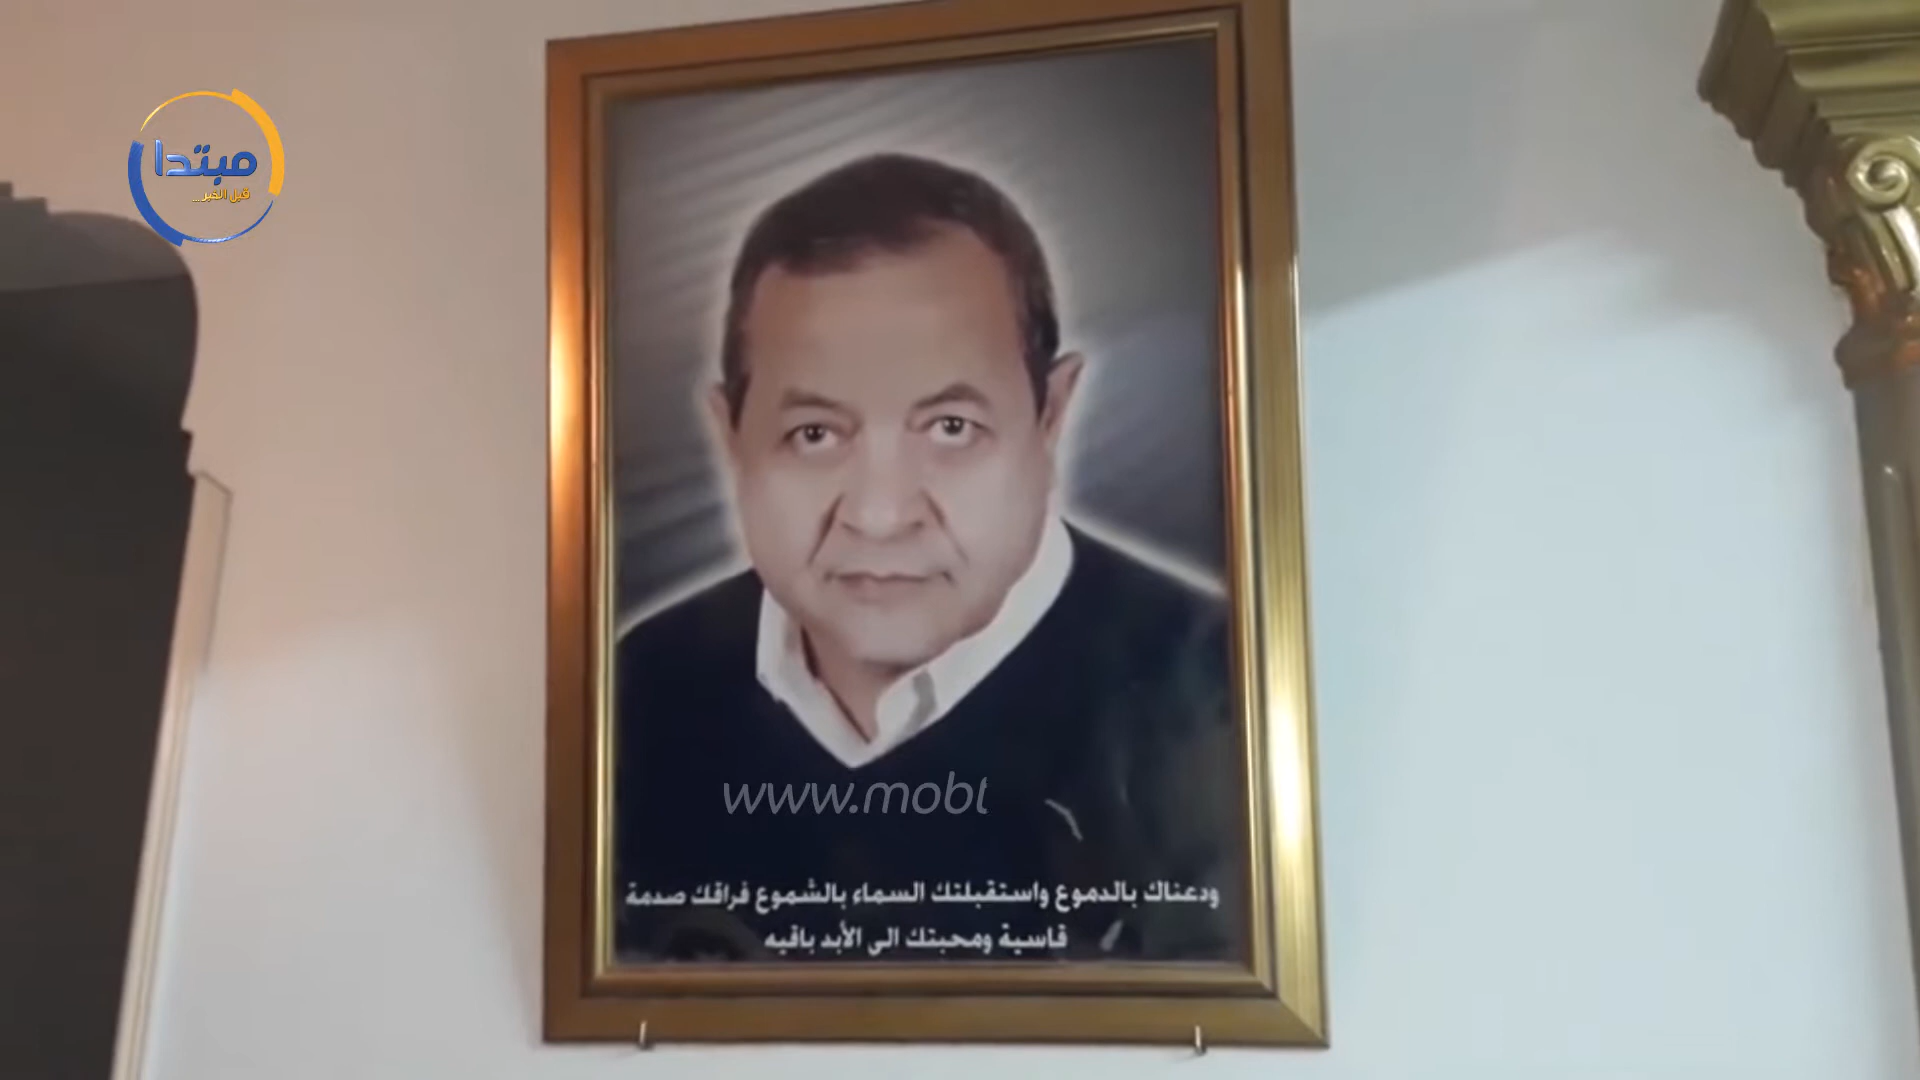 مبتدا
قبل الخبر...
www.mobt
ودعناك بالدموع واستقبلتك السماء بالشموع فراقك صدمة
قاسية ومحبتك الى الأبد باقيه